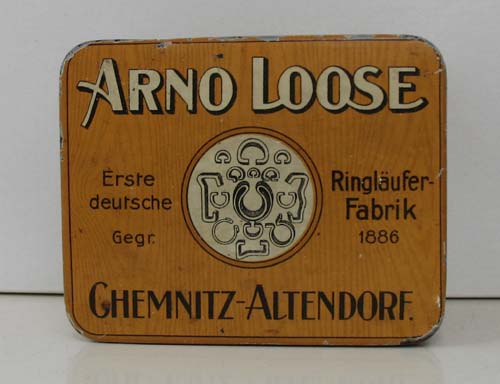 ARNO LOOSE
Erste deutsche
Gegr.
Ringläufer-
Fabrik
1886
CHEMNITZ-ALTENDORF.